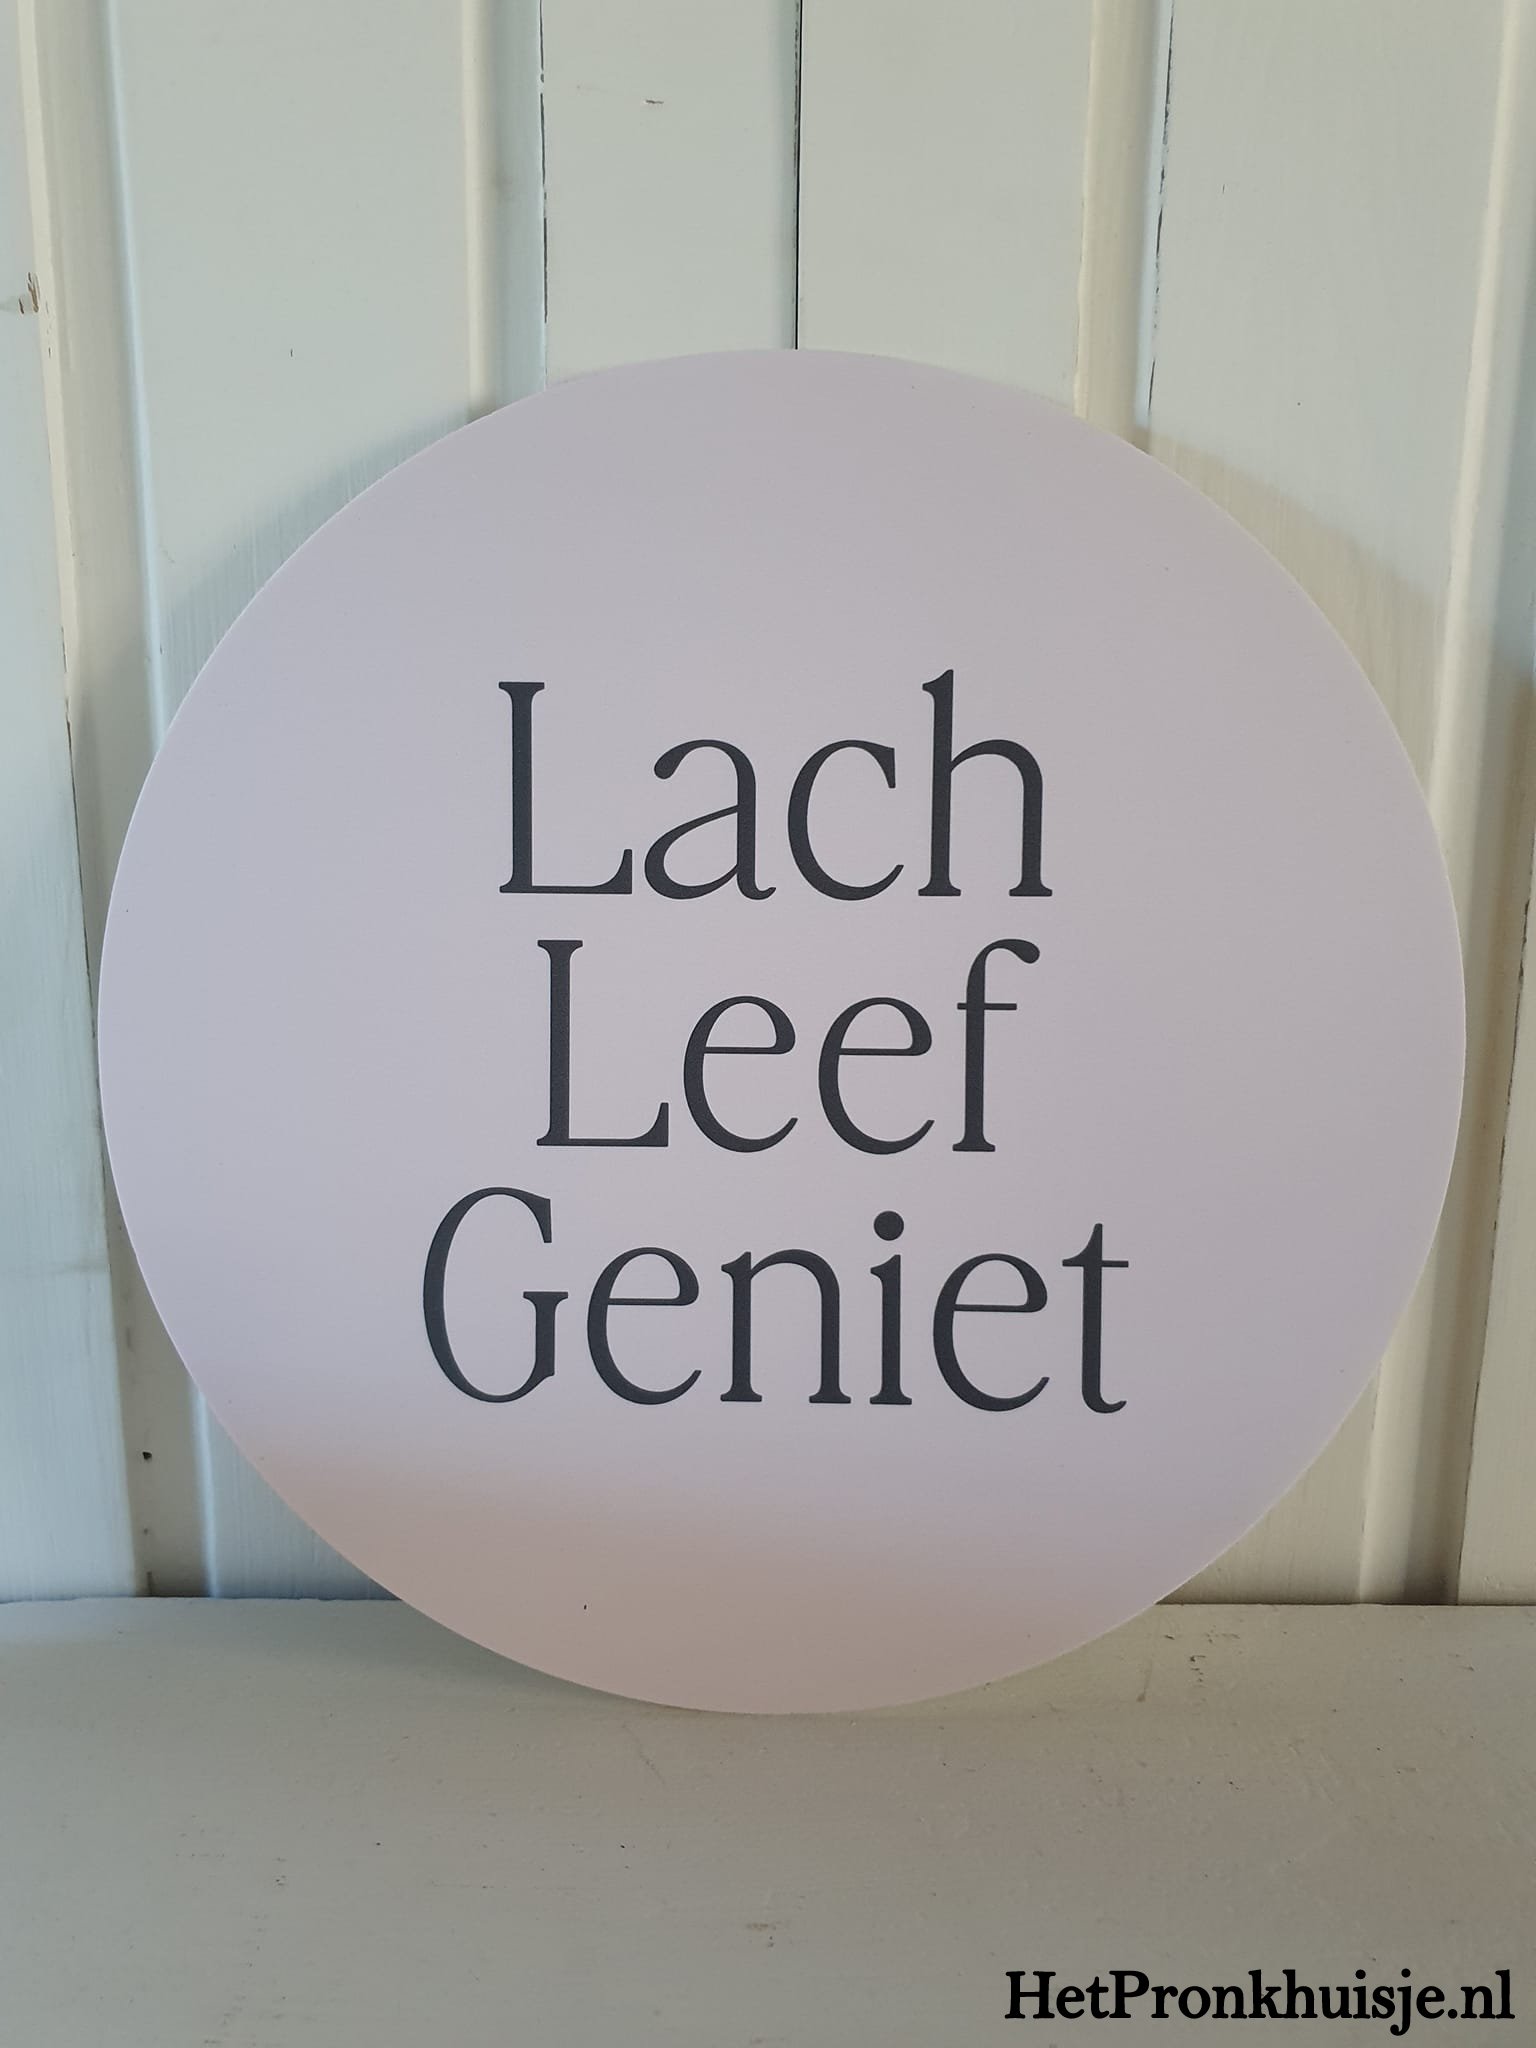 Lach
Leef
Geniet
HetPronkhuisje.nl